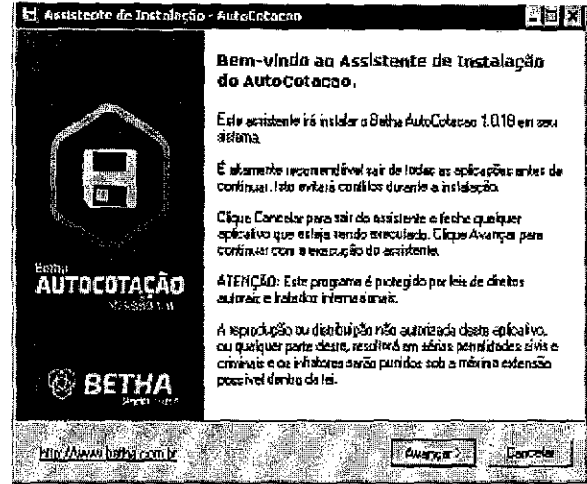 Assistente de Instalação - AutoCotacao
Bem-vindo ao Assistente de Instalação
do AutoCotacao.
Este assistente irá instalar o Betha AutoCotacao 1.0.18 em seu
sistema.
É altamente recomendável sair de todas as aplicações antes de
continuar. Isto evitará conflitos durante a instalação.
Clique Cancelar para sair do assistente e feche qualquer
aplicativo que esteja sendo executado. Clique Avançar para
continuar com a execução do assistente.
ATENÇÃO: Este programa é protegido por leis de direitos
autorais e tratados internacionais.
A reprodução ou distribuição não autorizada deste aplicativo,
ou qualquer parte deste, resultará em sérias penalidades civis e
criminais e os infratores serão punidos sob a máxima extensão
possível dentro da lei.
Betha
AUTOCOTAÇÃO
BETHA
http://www.betha.com.br
Avançar >
Cancelar